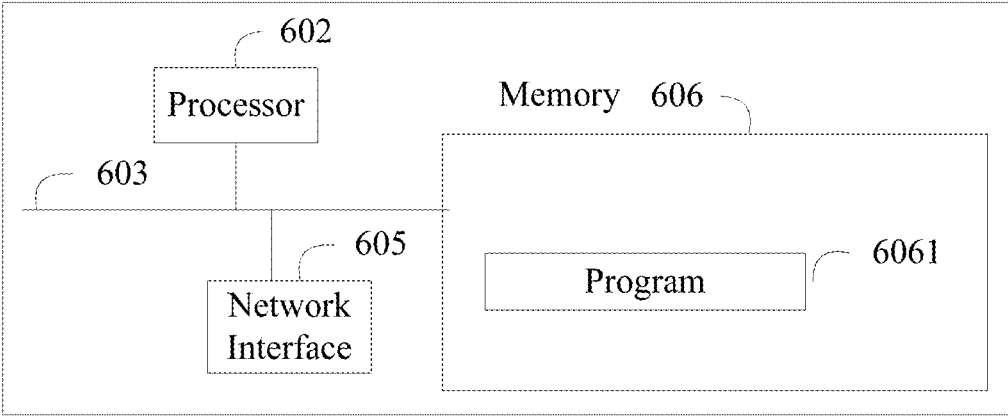 602
Processor
Memory 606
603
605
6061
Program
Network
Interface